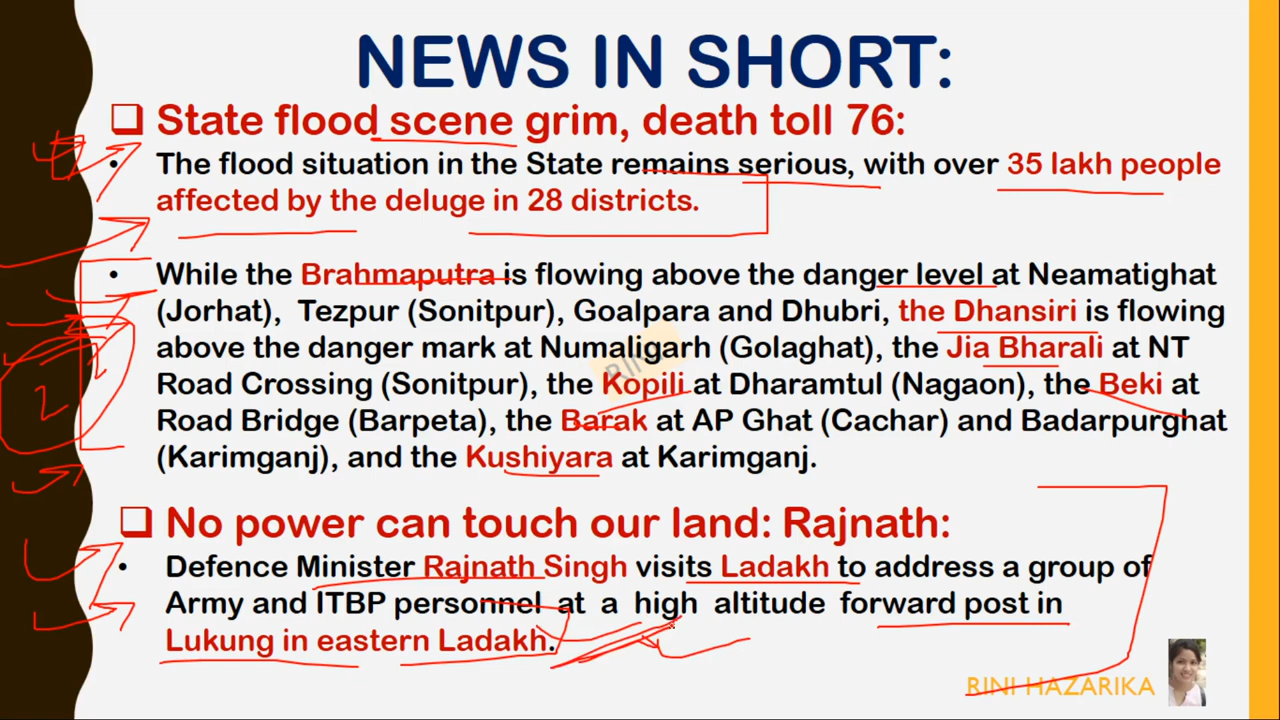 NEWS IN SHORT:
❑ State flood scene grim, death toll 76:
• The flood situation in the State remains serious, with over 35 lakh people
affected by the deluge in 28 districts.
• While the Brahmaputra is flowing above the danger level at Neamatighat
(Jorhat), Tezpur (Sonitpur), Goalpara and Dhubri, the Dhansiri is flowing
above the danger mark at Numaligarh (Golaghat), the Jia Bharali at NT
Road Crossing (Sonitpur), the Kopili at Dharamtul (Nagaon), the Beki at
Road Bridge (Barpeta), the Barak at AP Ghat (Cachar) and Badarpurghat
(Karimganj), and the Kushiyara at Karimganj.
❑ No power can touch our land: Rajnath:
• Defence Minister Rajnath Singh visits Ladakh to address a group of
Army and ITBP personnel at a high altitude forward post in
Lukung in eastern Ladakh.
RINI HAZARIKA